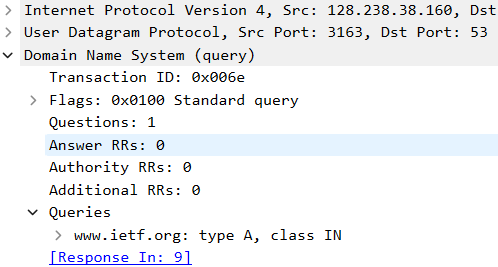 Internet Protocol Version 4, Src: 128.238.38.160, Dst
User Datagram Protocol, Src Port: 3163, Dst Port: 53
Domain Name System (query)
Transaction ID: 0x006e
Flags: 0x0100 Standard query
Questions: 1
Answer RRs: 0
Authority RRs: 0
Additional RRs: 0
Queries
www.ietf.org: type A, class IN
[Response In: 9]